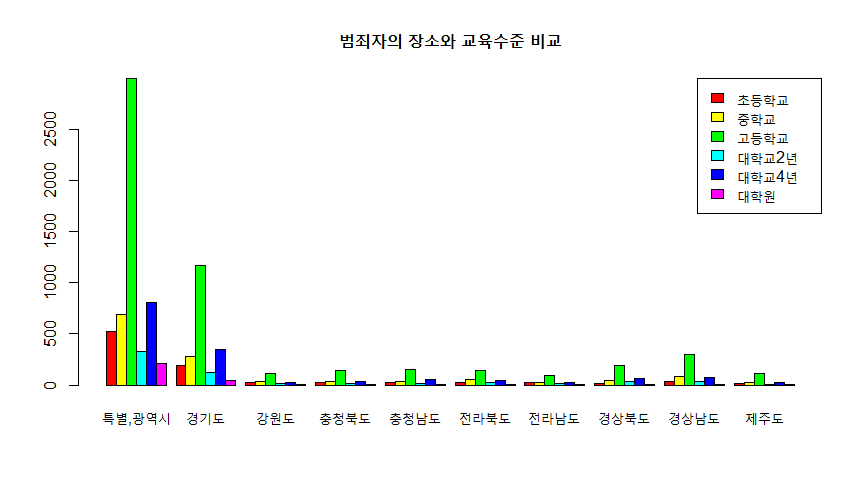 범죄자의 장소와 교육수준 비교
초등학교
중학교
고등학교
대학교2년
대학교4년
대학원
2500
2000
1500
1000
500
0
특별,광역시 경기도 강원도 충청북도 충청남도 전라북도 전라남도 경상북도 경상남도 제주도